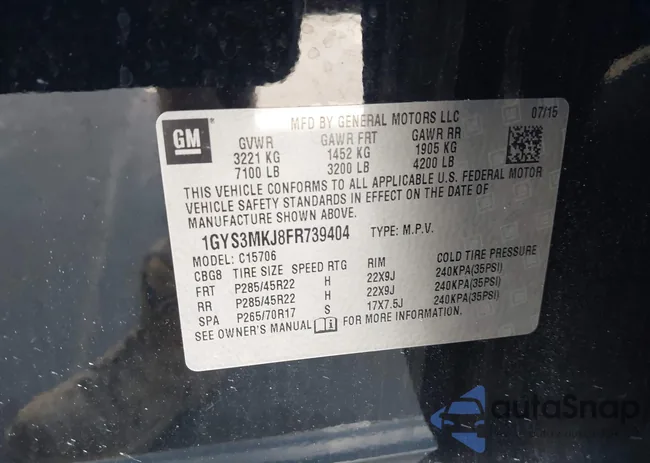 MFD BY GENERAL MOTORS LLC 07/15
GM
GVWR GAWR FRT GAWR RR
3221 KG 1452 KG 1905 KG
7100 LB 3200 LB 4200 LB
THIS VEHICLE CONFORMS TO ALL APPLICABLE U.S. FEDERAL MOTOR
VEHICLE SAFETY STANDARDS IN EFFECT ON THE DATE OF
MANUFACTURE SHOWN ABOVE.
1GYS3MKJ8FR739404 TYPE: M.P.V.
MODEL: C15706
CBG8 TIRE SIZE SPEED RTG RIM COLD TIRE PRESSURE
FRT P285/45R22 H 22X9J 240KPA(35PSI)
RR P285/45R22 H 22X9J 240KPA(35PSI)
SPA P265/70R17 S 17X7.5J 240KPA(35PSI)
SEE OWNER'S MANUAL FOR MORE INFORMATION.
autoSnap